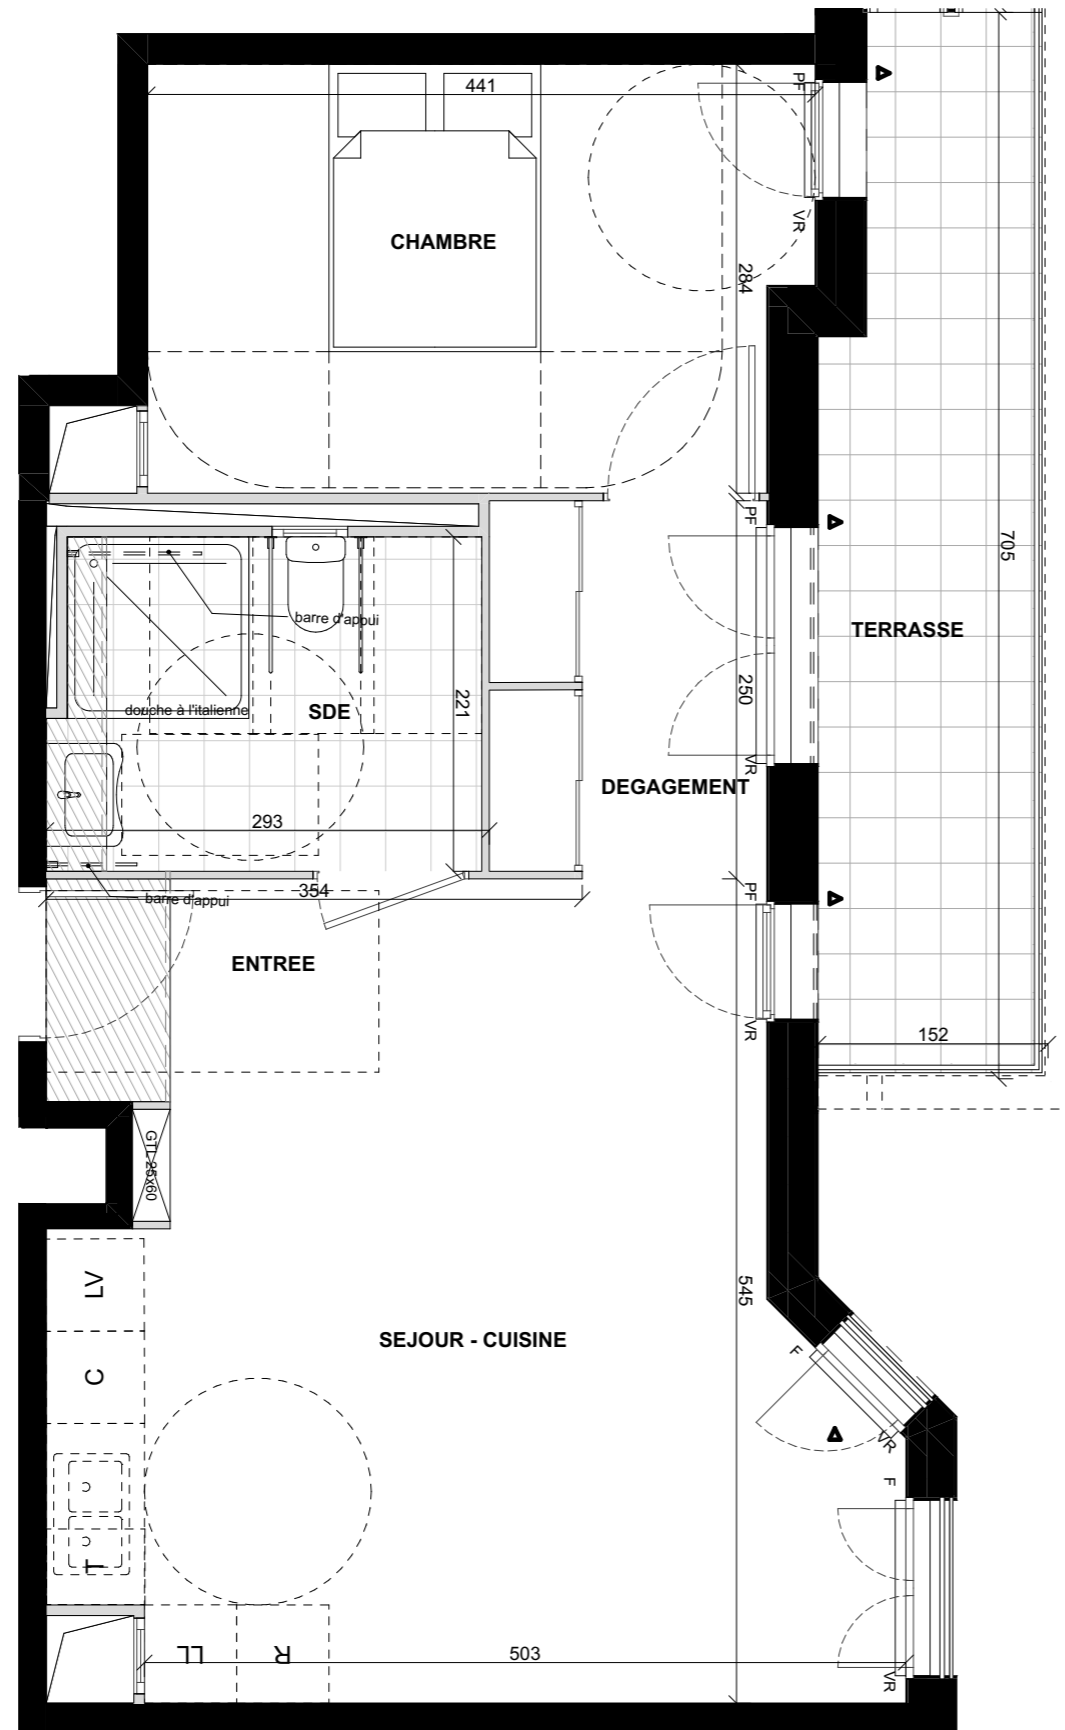 441
PF
CHAMBRE
VR
284
PF
705
barre d'appui
TERRASSE
221
250
douche à l'italienne
SDE
VR
DEGAGEMENT
293
354
PF
barre d'appui
ENTREE
VR
152
GTL 25x60
LV
545
SEJOUR - CUISINE
F
C
VR
F
T
503
LL
R
VR